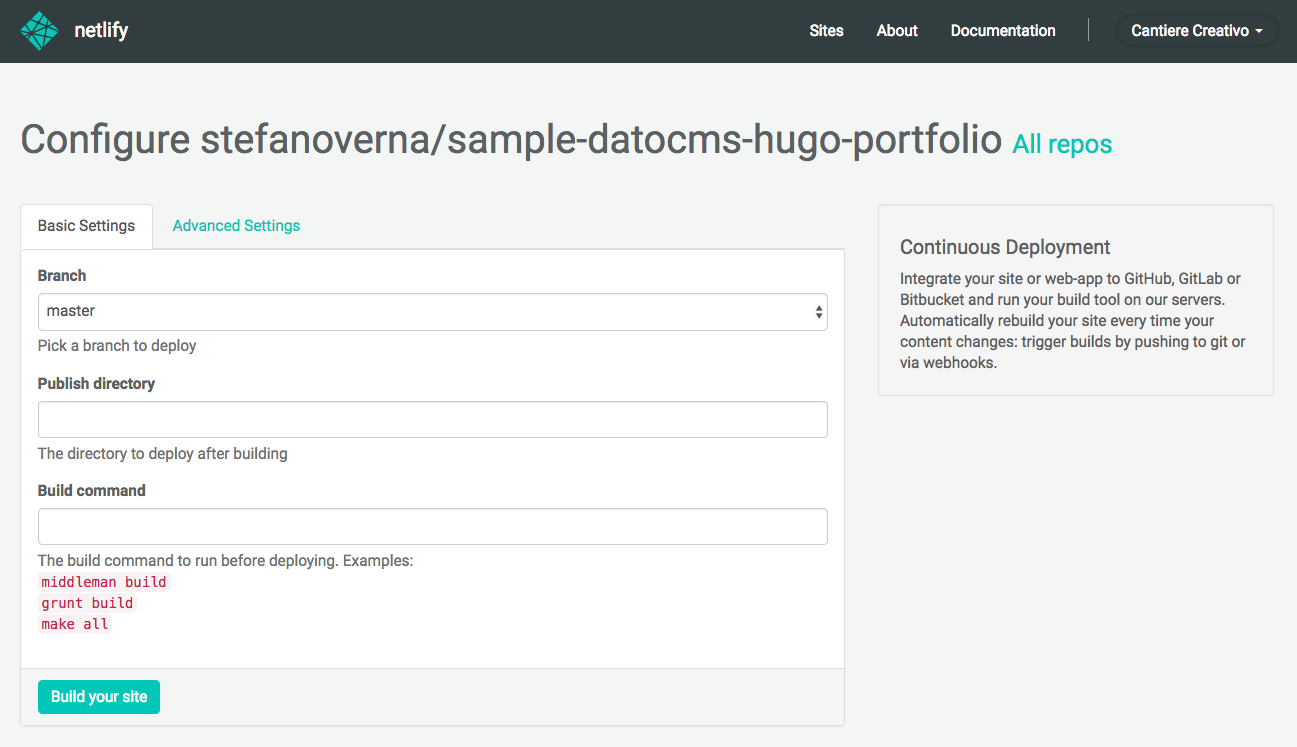 netlify
Sites
About
Documentation
Cantiere Creativo
Configure stefanoverna/sample-datocms-hugo-portfolio All repos
Basic Settings
Advanced Settings
Branch
master
Pick a branch to deploy
Publish directory
The directory to deploy after building
Build command
The build command to run before deploying. Examples:
middleman build
grunt build
make all
Build your site
Continuous Deployment
Integrate your site or web-app to GitHub, GitLab or
Bitbucket and run your build tool on our servers.
Automatically rebuild your site every time your
content changes: trigger builds by pushing to git or
via webhooks.